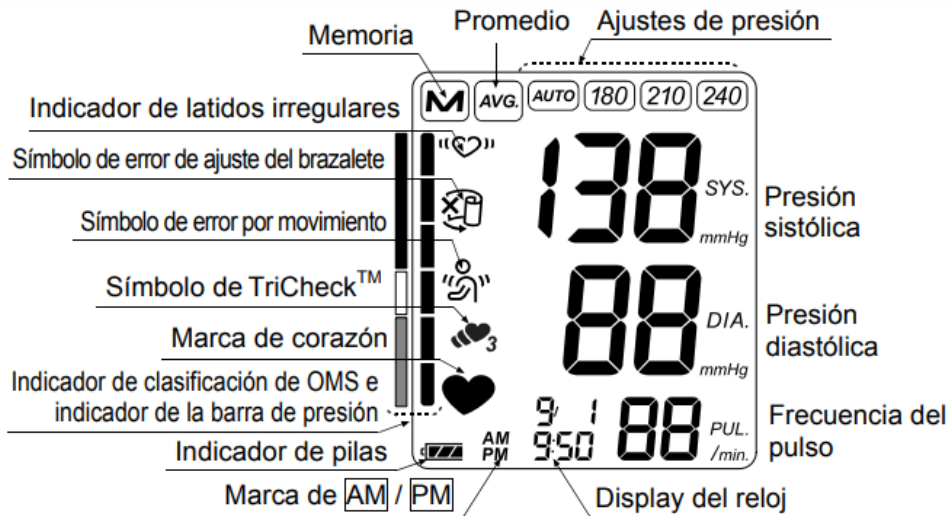 Promedio
Ajustes de presión
Memoria
M AVG. AUTO 180 210 240
Indicador de latidos irregulares
Símbolo de error de ajuste del brazalete
138 SYS. mmHg
Presión
sistólica
Símbolo de error por movimiento
Símbolo de TriCheck™
3
88 DIA. mmHg
Presión
diastólica
Marca de corazón
Indicador de clasificación de OMS e
indicador de la barra de presión
9/ 1
88 PUL. /min.
Frecuencia del
pulso
Indicador de pilas
AM
PM
9:50
Marca de AM / PM
Display del reloj